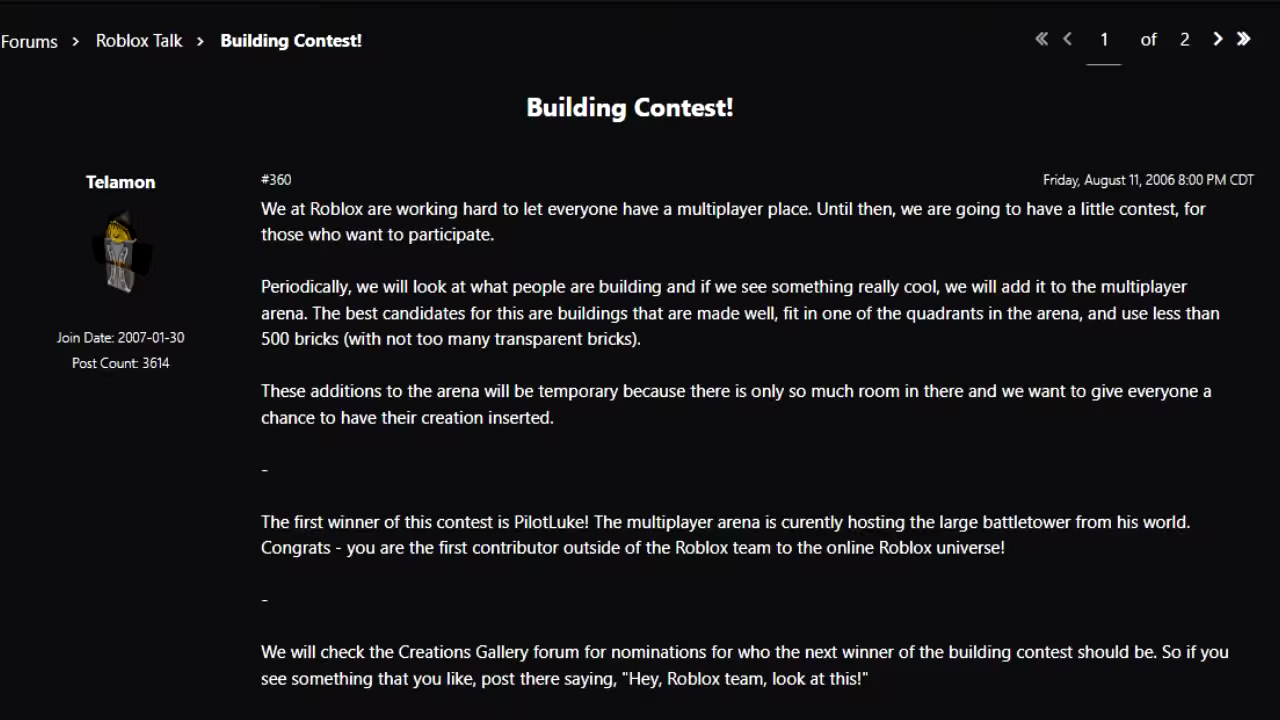 Forums > Roblox Talk > Building Contest!
« < 1 of 2 > »
Building Contest!
Telamon
Join Date: 2007-01-30
Post Count: 3614
#360
Friday, August 11, 2006 8:00 PM CDT
We at Roblox are working hard to let everyone have a multiplayer place. Until then, we are going to have a little contest, for
those who want to participate.
Periodically, we will look at what people are building and if we see something really cool, we will add it to the multiplayer
arena. The best candidates for this are buildings that are made well, fit in one of the quadrants in the arena, and use less than
500 bricks (with not too many transparent bricks).
These additions to the arena will be temporary because there is only so much room in there and we want to give everyone a
chance to have their creation inserted.
-
The first winner of this contest is PilotLuke! The multiplayer arena is curently hosting the large battletower from his world.
Congrats - you are the first contributor outside of the Roblox team to the online Roblox universe!
-
We will check the Creations Gallery forum for nominations for who the next winner of the building contest should be. So if you
see something that you like, post there saying, "Hey, Roblox team, look at this!"